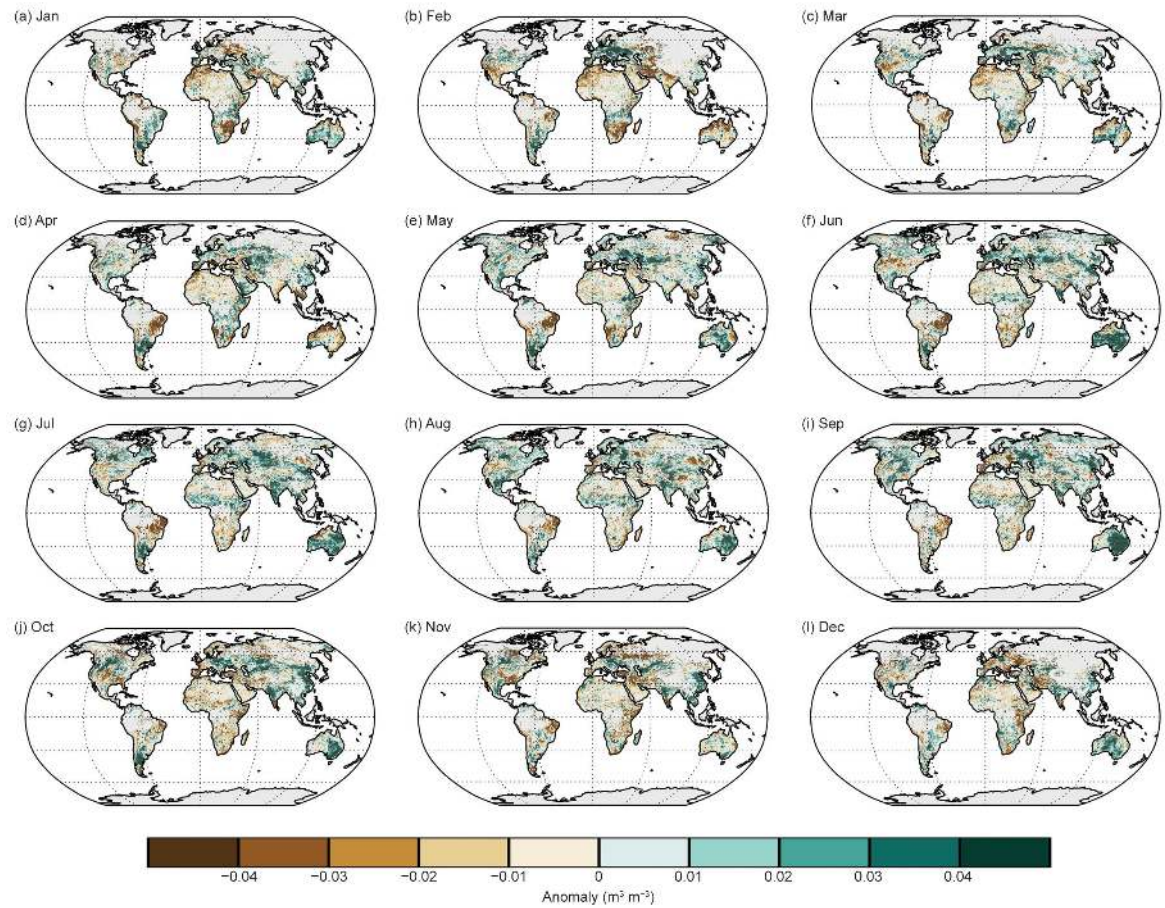 (a) Jan (b) Feb (c) Mar
(d) Apr (e) May (f) Jun
(g) Jul (h) Aug (i) Sep
(j) Oct (k) Nov (l) Dec
−0.04 −0.03 −0.02 −0.01 0 0.01 0.02 0.03 0.04
Anomaly (m³ m⁻³)